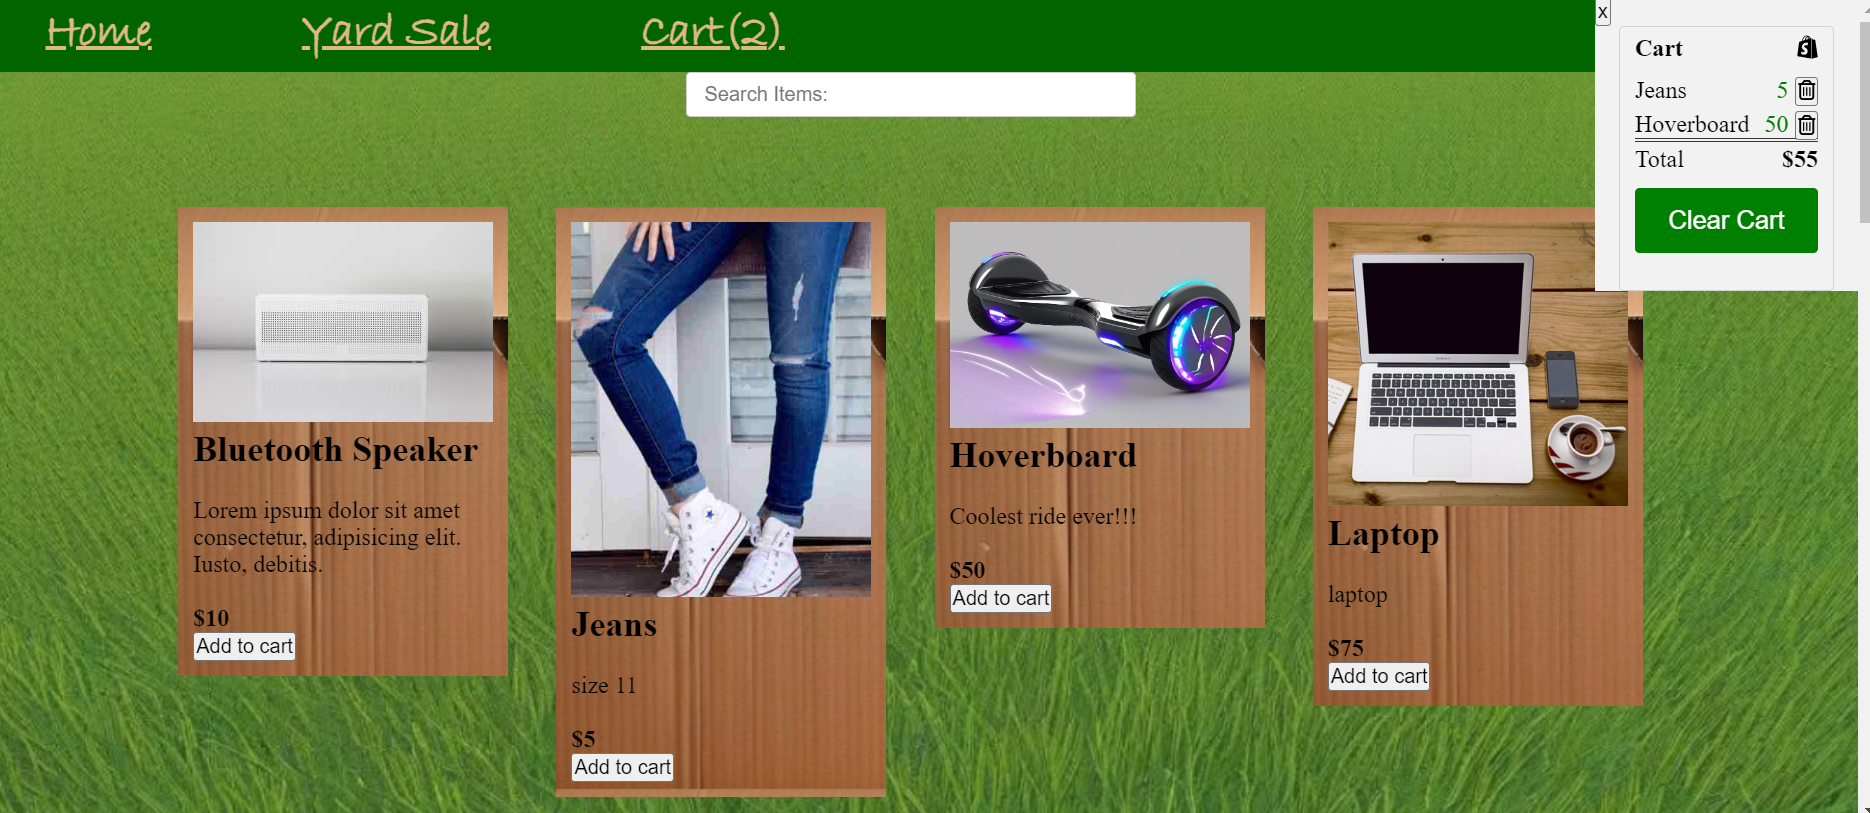 Home Yard Sale Cart(2)
x
Cart
Jeans 5
Hoverboard 50
Total $55
Clear Cart
Search Items:
Bluetooth Speaker
Lorem ipsum dolor sit amet
consectetur, adipisicing elit.
Iusto, debitis.
$10
Add to cart
Jeans
size 11
$5
Add to cart
Hoverboard
Coolest ride ever!!!
$50
Add to cart
Laptop
laptop
$75
Add to cart